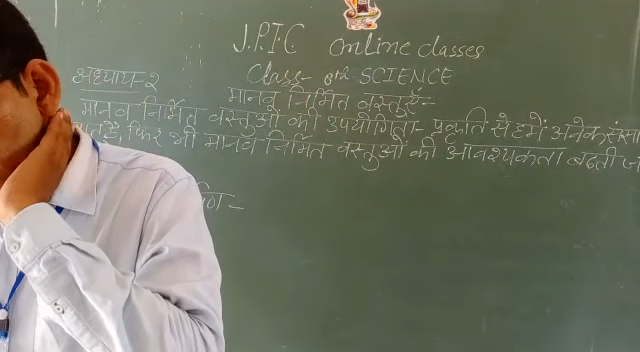 J.P.I.C Online classes
अध्याय-२ Class- 8th SCIENCE
मानव निर्मित वस्तुएँ:-
मानव निर्मित वस्तुओं की उपयोगिता- प्रकृति से हमें अनेक संसा
फिर भी मानव निर्मित वस्तुओं की आवश्यकता बढ़ती ज